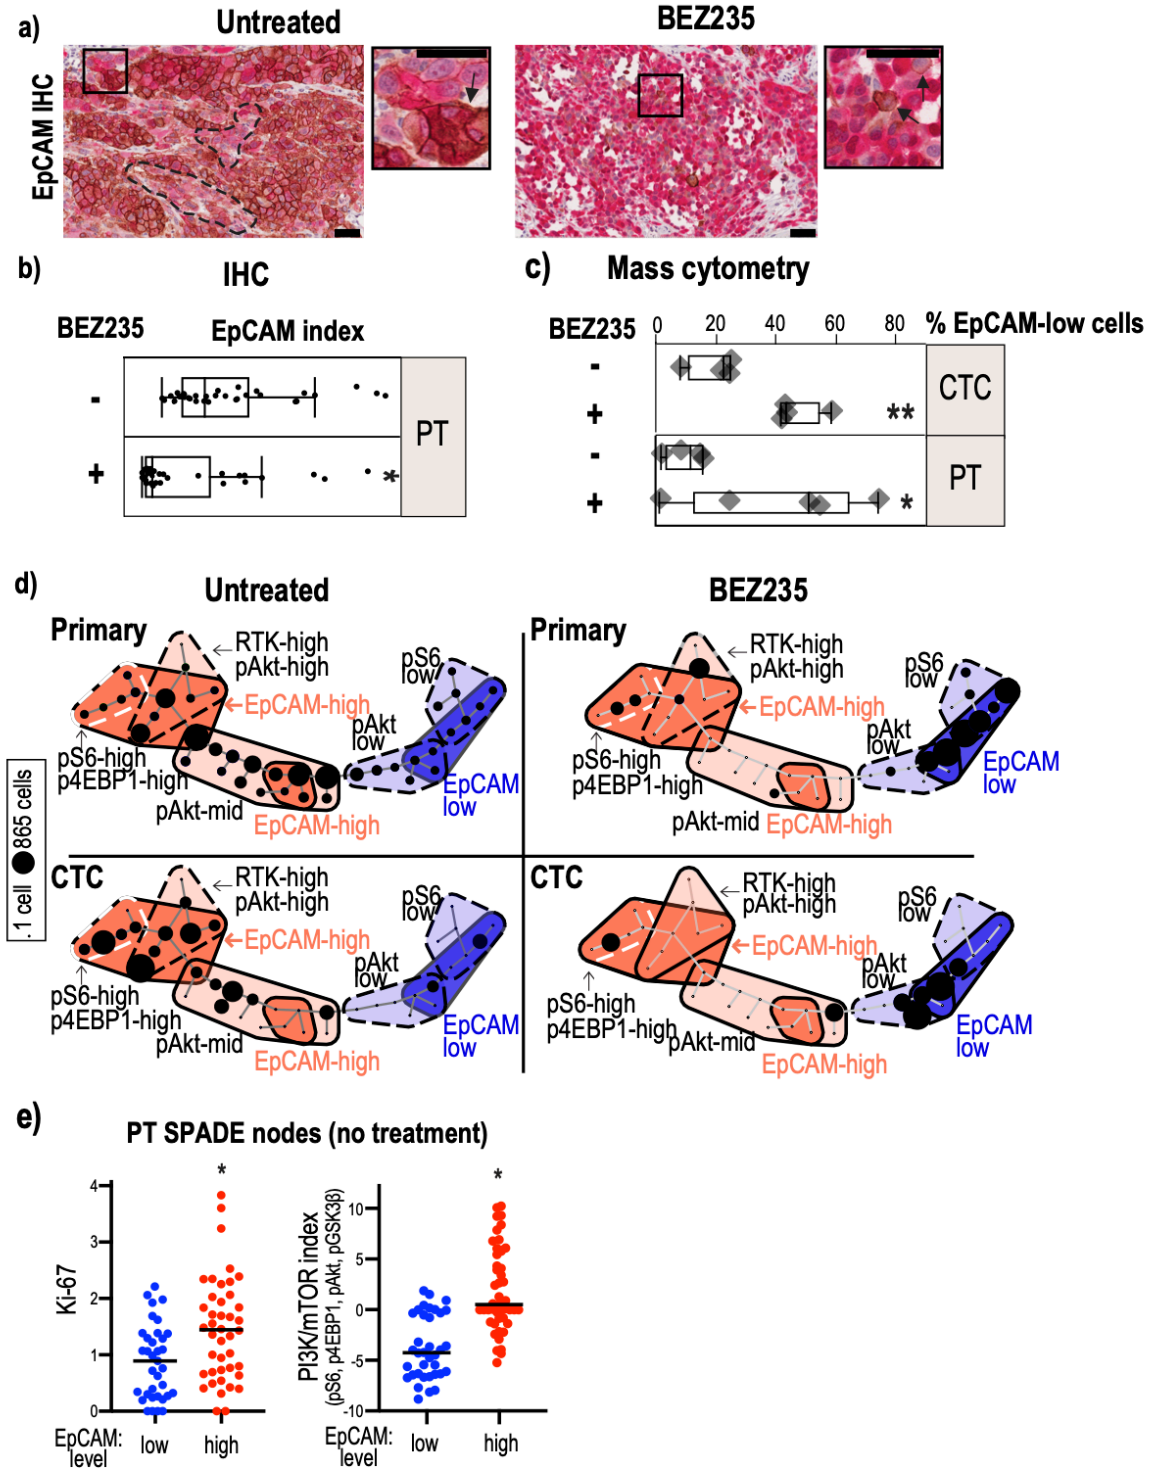 a)
Untreated
BEZ235
EpCAM IHC
b)
IHC
BEZ235
EpCAM index
-
+
PT
*
c)
Mass cytometry
BEZ235
0 20 40 60 80 % EpCAM-low cells
-
+
**
CTC
-
+
*
PT
d)
Untreated
BEZ235
Primary
RTK-high
pAkt-high
EpCAM-high
pS6
low
pAkt
low
pS6-high
p4EBP1-high
pAkt-mid
EpCAM-high
EpCAM
low
Primary
RTK-high
pAkt-high
EpCAM-high
pS6
low
pAkt
low
pS6-high
p4EBP1-high
pAkt-mid EpCAM-high
EpCAM
low
. 1 cell 865 cells
CTC
RTK-high
pAkt-high
EpCAM-high
pS6
low
pAkt
low
pS6-high
p4EBP1-high
pAkt-mid
EpCAM-high
EpCAM
low
CTC
RTK-high
pAkt-high
EpCAM-high
pS6
low
pAkt
low
pS6-high
p4EBP1-high
pAkt-mid
EpCAM-high
EpCAM
low
e)
PT SPADE nodes (no treatment)
*
Ki-67
4
3
2
1
0
EpCAM:
level
low high
*
PI3K/mTOR index
(pS6, p4EBP1, pAkt, pGSK3β)
10
5
0
-5
-10
EpCAM:
level
low high